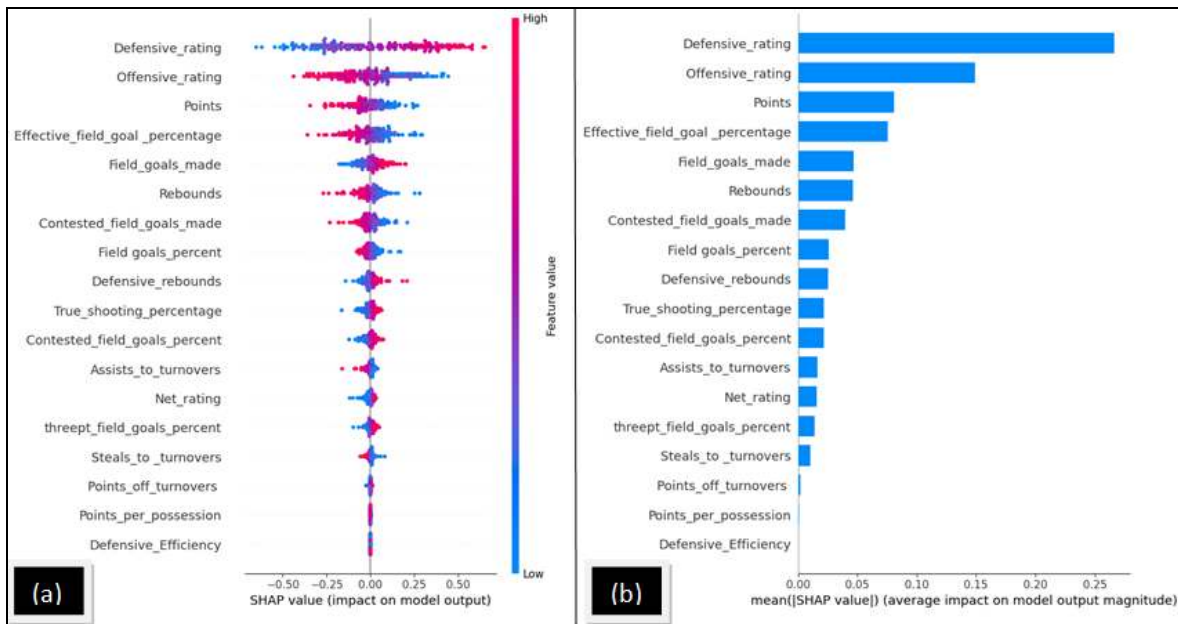 High
Defensive_rating
Offensive_rating
Points
Effective_field_goal _percentage
Field_goals_made
Rebounds
Contested_field_goals_made
Field goals_percent
Defensive_rebounds
True_shooting_percentage
Contested_field_goals_percent
Assists_to_turnovers
Net_rating
threept_field_goals_percent
Steals_to _turnovers
Points_off_turnovers
Points_per_possession
Defensive_Efficiency
Feature value
Low
−0.50 −0.25 0.00 0.25 0.50
SHAP value (impact on model output)
(a)
Defensive_rating
Offensive_rating
Points
Effective_field_goal _percentage
Field_goals_made
Rebounds
Contested_field_goals_made
Field goals_percent
Defensive_rebounds
True_shooting_percentage
Contested_field_goals_percent
Assists_to_turnovers
Net_rating
threept_field_goals_percent
Steals_to _turnovers
Points_off_turnovers
Points_per_possession
Defensive_Efficiency
0.00 0.05 0.10 0.15 0.20 0.25
mean(|SHAP value|) (average impact on model output magnitude)
(b)